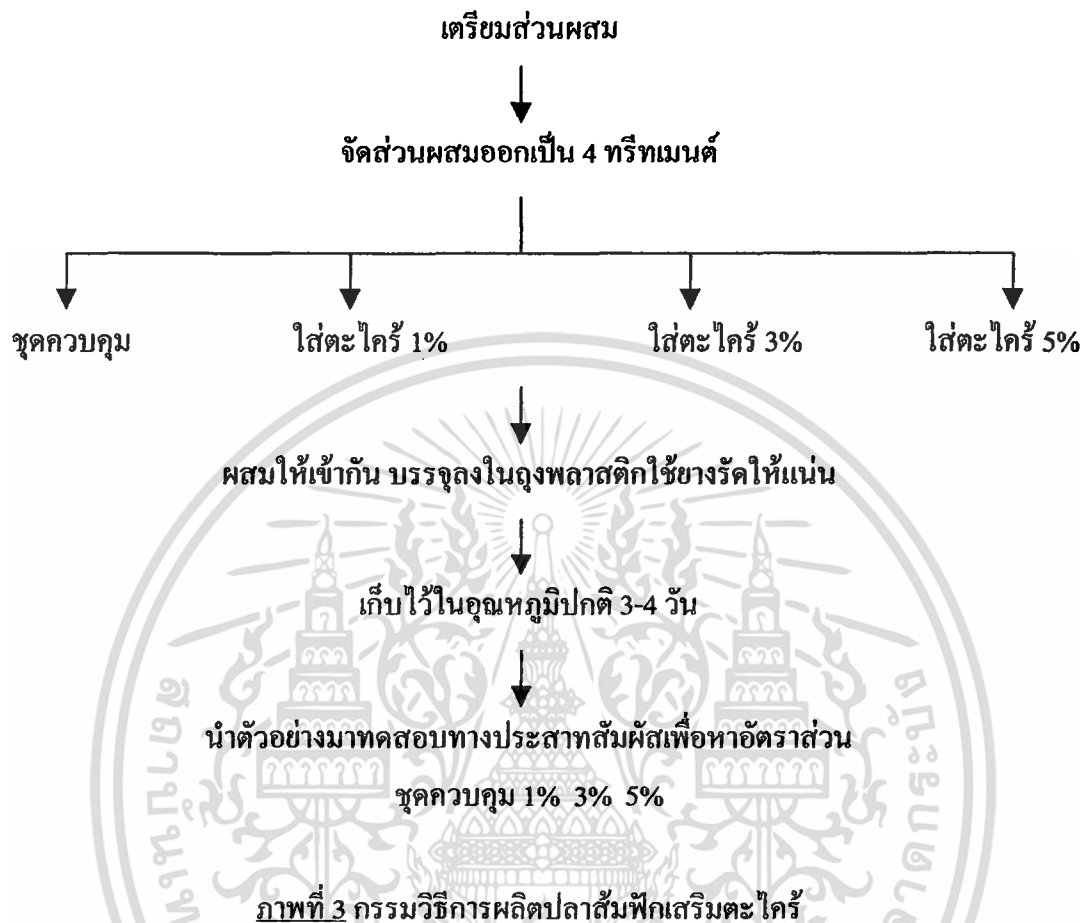 เตรียมส่วนผสม
จัดส่วนผสมออกเป็น 4 ทรีทเมนต์
ชุดควบคุม ใส่ตะไคร้ 1% ใส่ตะไคร้ 3% ใส่ตะไคร้ 5%
ผสมให้เข้ากัน บรรจุลงในถุงพลาสติกใช้ยางรัดให้แน่น
เก็บไว้ในอุณหภูมิปกติ 3-4 วัน
นำตัวอย่างมาทดสอบทางประสาทสัมผัสเพื่อหาอัตราส่วน
ชุดควบคุม 1% 3% 5%
ภาพที่ 3 กรรมวิธีการผลิตปลาส้มฟักเสริมตะไคร้